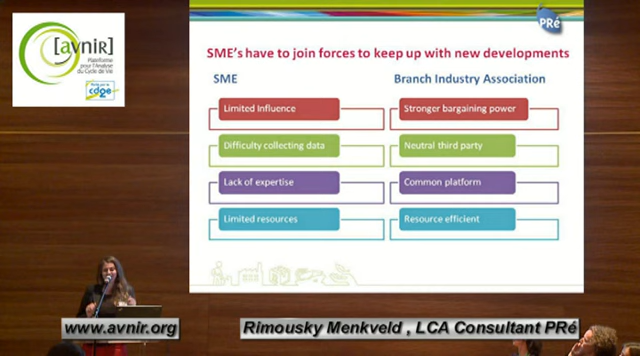 [avnir]
Plateforme
pour l'Analyse
du Cycle de Vie
cd2e
PRé
SME's have to join forces to keep up with new developments
SME
Branch Industry Association
Limited Influence
Stronger bargaining power
Difficulty collecting data
Neutral third party
Lack of expertise
Common platform
Limited resources
Resource efficient
www.avnir.org
Rimousky Menkveld , LCA Consultant PRé